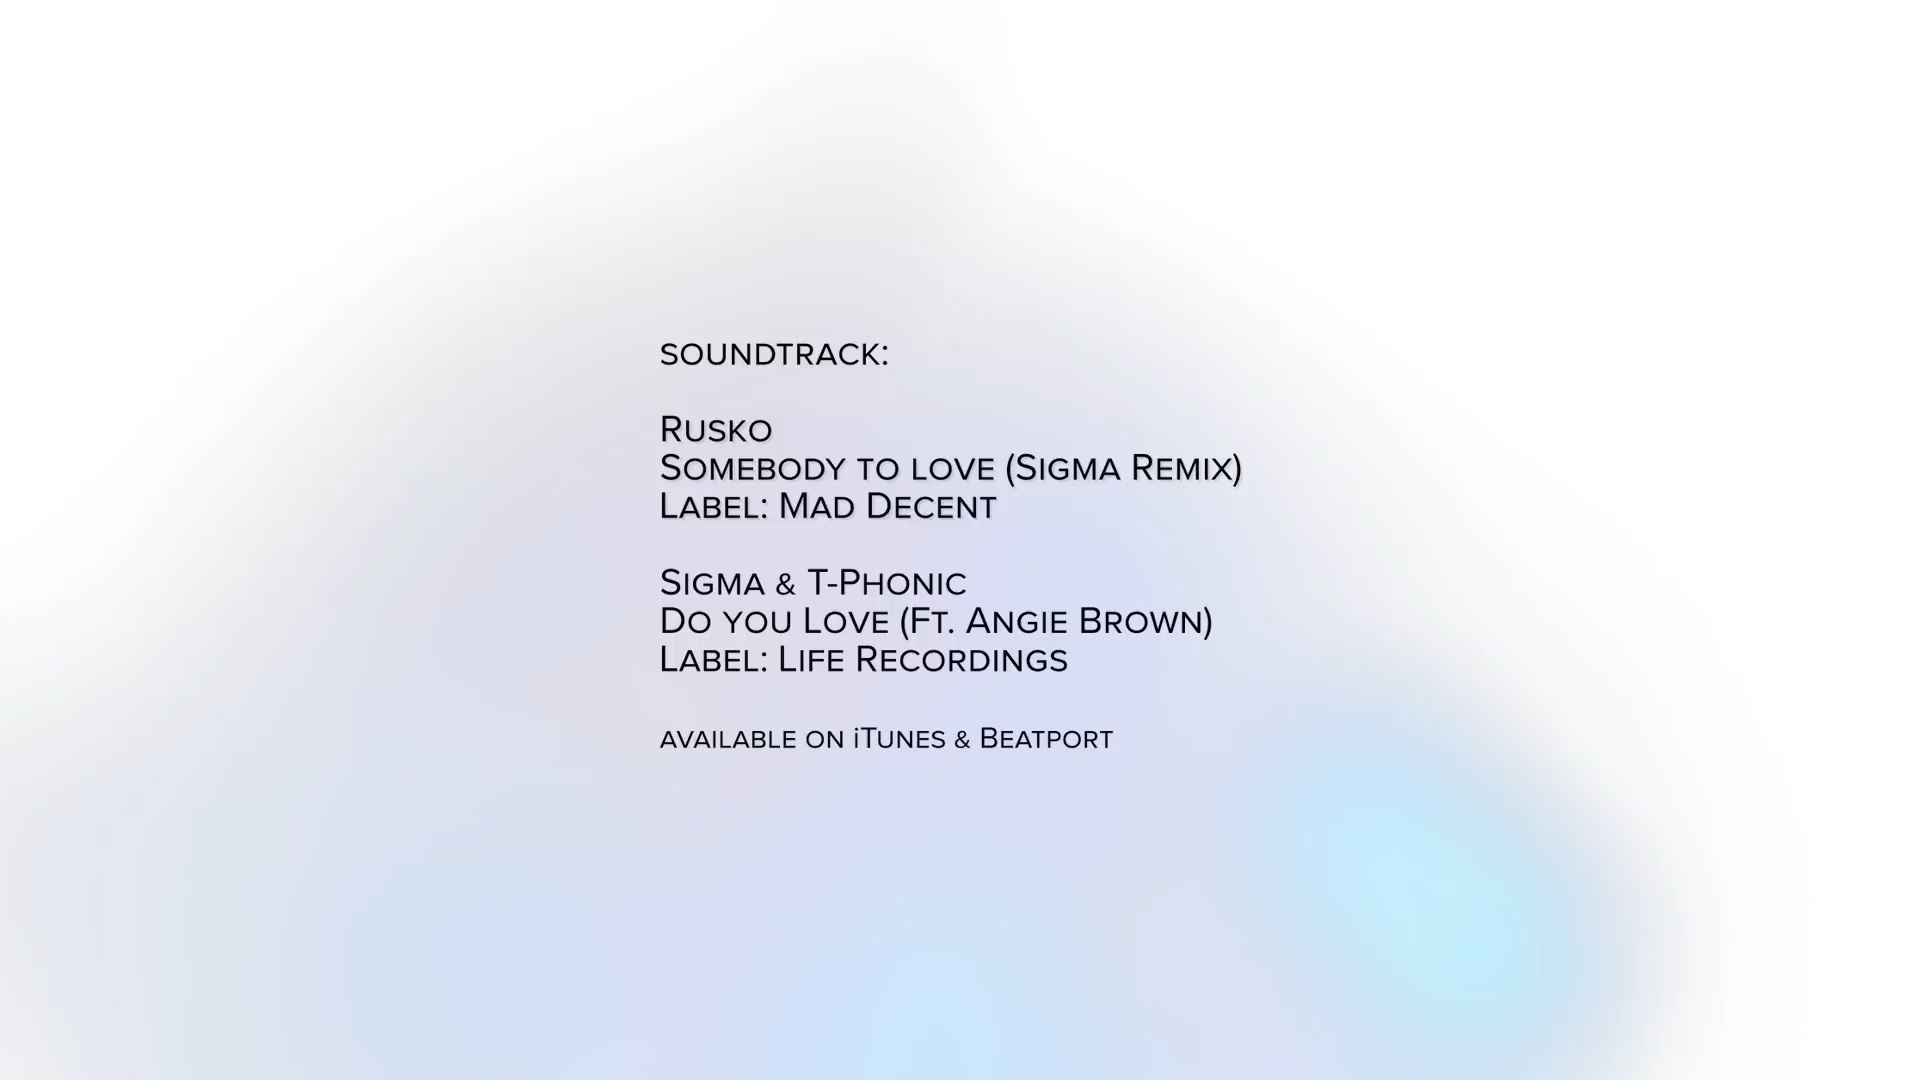 SOUNDTRACK:
Rusko
Somebody to love (Sigma Remix)
Label: Mad Decent
Sigma & T-Phonic
Do you Love (Ft. Angie Brown)
Label: Life Recordings
available on iTunes & Beatport